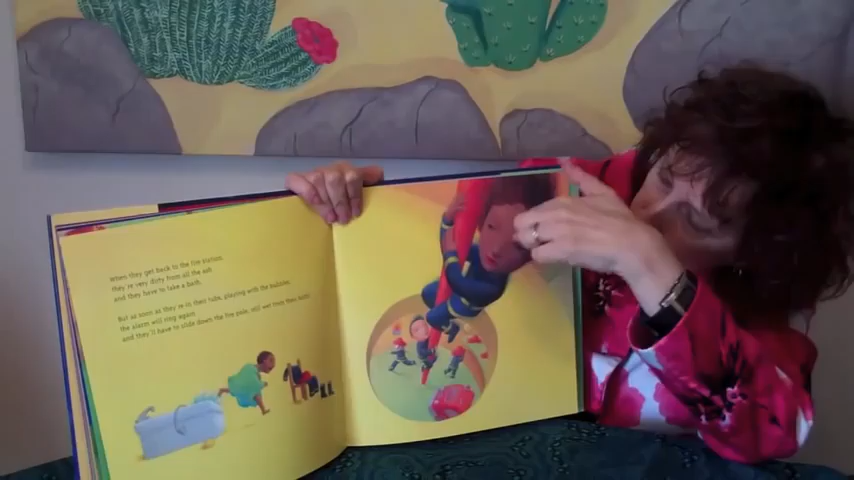 When they get back to the fire station,
they're very dirty from all the ash
and they have to take a bath.
But as soon as they're in their tubs, playing with the bubbles,
the alarm will ring again
and they'll have to slide down the fire pole, still wet from their bath!